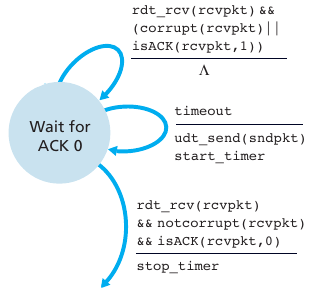 rdt_rcv(rcvpkt) &&
(corrupt(rcvpkt)||
isACK(rcvpkt,1))
Λ
timeout
udt_send(sndpkt)
start_timer
Wait for
ACK 0
rdt_rcv(rcvpkt)
&& notcorrupt(rcvpkt)
&& isACK(rcvpkt,0)
stop_timer